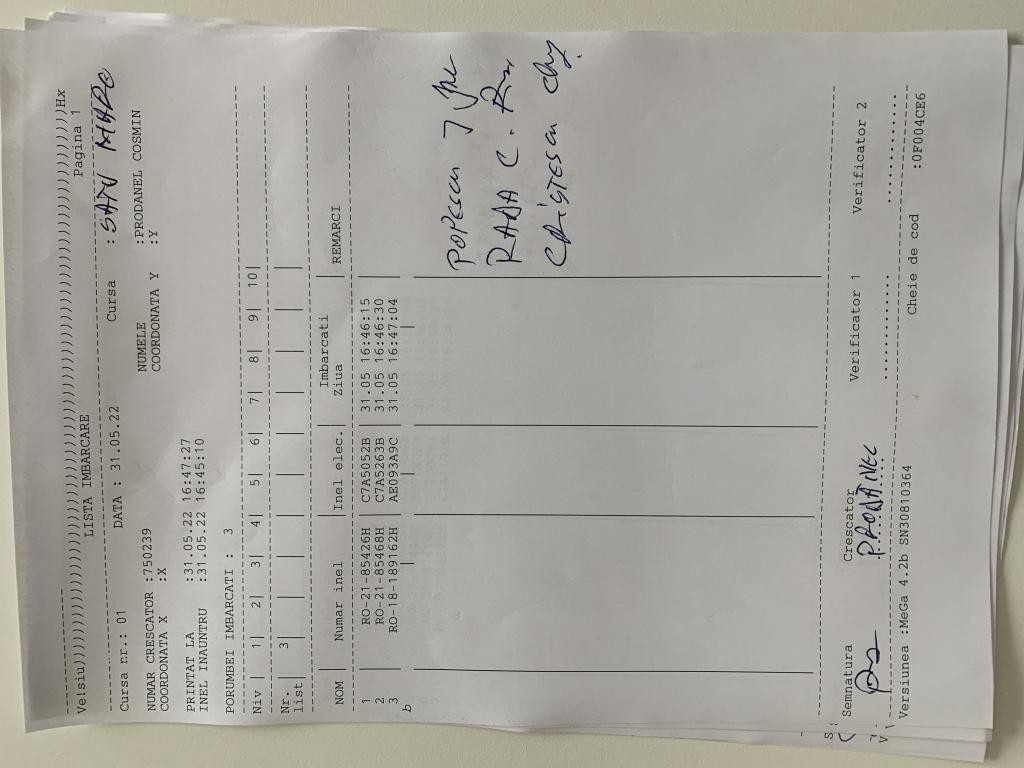 Velsiu))))))))))))))))))))))))))))))))))))))))))))))))))))))))))Hx
LISTA IMBARCARE Pagina 1
Cursa nr.: 01 DATA : 31.05.22 Cursa : SATU MARE
NUMAR CRESCATOR :750239 NUMELE :PRODANEL COSMIN
COORDONATA X :X COORDONATA Y :Y
PRINTAT LA :31.05.22 16:47:27
INEL INAUNTRU :31.05.22 16:45:10
PORUMBEI IMBARCATI : 3
Niv | 1| 2| 3| 4| 5| 6| 7| 8| 9| 10|
Nr. | 3|
list|
NOM | Numar inel | Inel elec.| Imbarcati Ziua | REMARCI
1 RO-21-85426H C7A5052B 31.05 16:46:15
2 RO-21-85468H C7A5263B 31.05 16:46:30
3 RO-18-189162H AE093A9C 31.05 16:47:04
b
POPESCU I
RADA C.
CRISTESCU
Semnatura Crescator Verificator 1 Verificator 2
PRODANEL
Versiunea :MeGa 4.2b SN30810364 Cheie de cod :0F004CE6